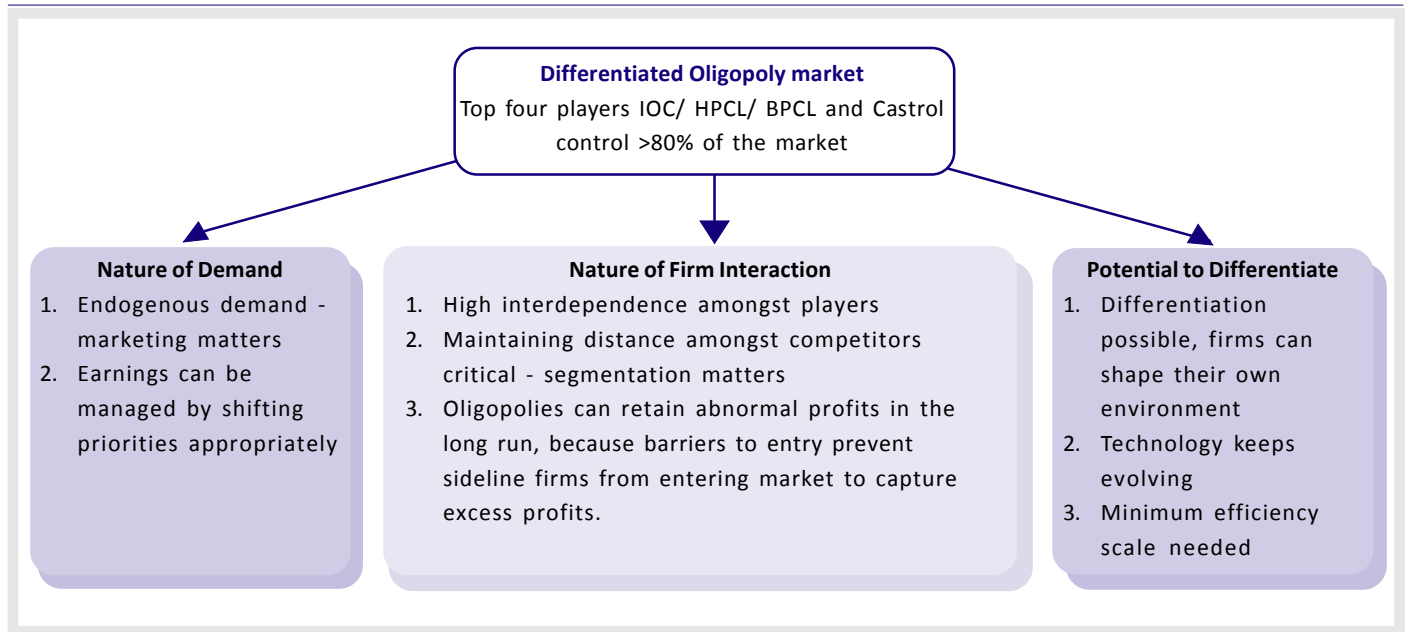 Differentiated Oligopoly market
Top four players IOC/ HPCL/ BPCL and Castrol
control >80% of the market
Nature of Demand
1. Endogenous demand -
marketing matters
2. Earnings can be
managed by shifting
priorities appropriately
Nature of Firm Interaction
1. High interdependence amongst players
2. Maintaining distance amongst competitors
critical - segmentation matters
3. Oligopolies can retain abnormal profits in the
long run, because barriers to entry prevent
sideline firms from entering market to capture
excess profits.
Potential to Differentiate
1. Differentiation
possible, firms can
shape their own
environment
2. Technology keeps
evolving
3. Minimum efficiency
scale needed